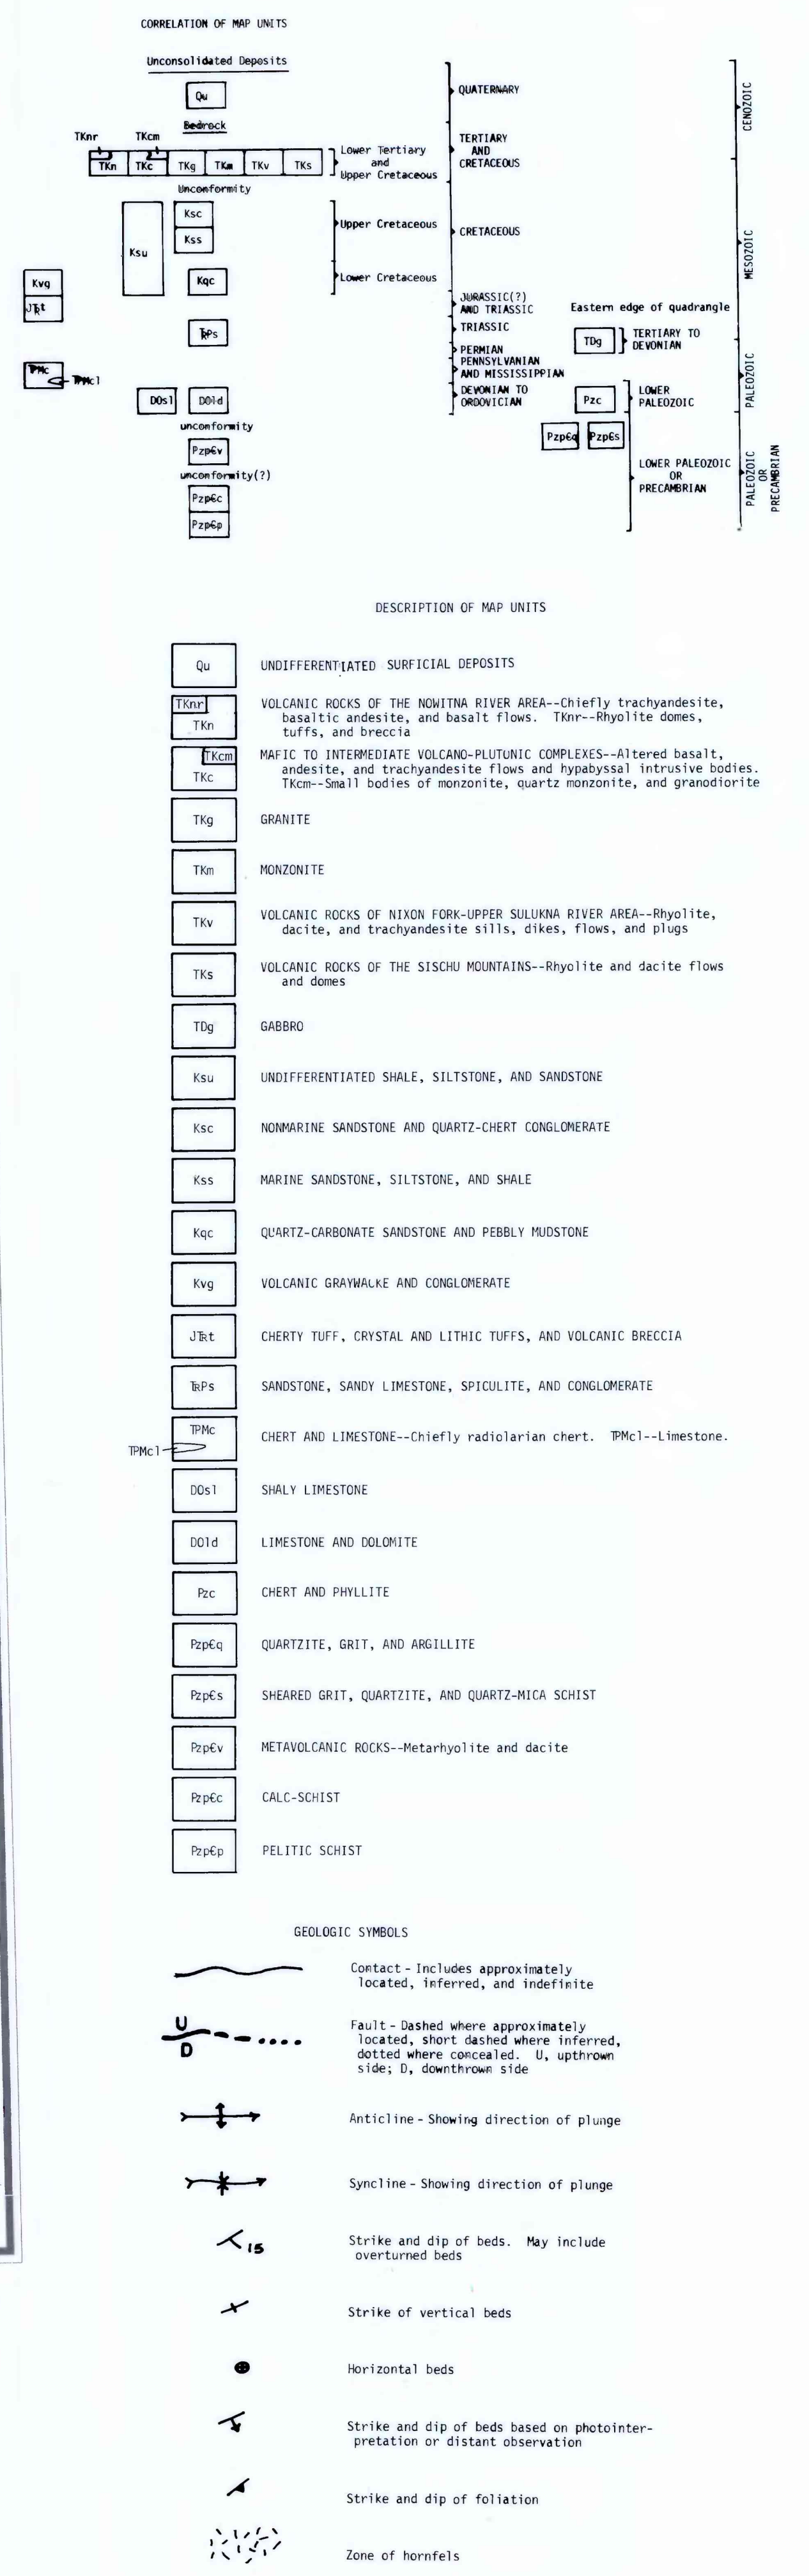 CORRELATION OF MAP UNITS
Unconsolidated Deposits
Qu
Bedrock
TKnr TKcm
TKn TKc TKg TKm TKv TKs
Lower Tertiary
and
Upper Cretaceous
Unconformity
Ksu
Ksc
Kss
Kqc
Upper Cretaceous
Lower Cretaceous
Kvg
JTRt
TRPs
TPMc
TPMcl
DOsl
DOld
unconformity
Pzp€v
unconformity(?)
Pzp€c
Pzp€p
QUATERNARY
TERTIARY
AND
CRETACEOUS
CRETACEOUS
JURASSIC(?)
AND TRIASSIC
TRIASSIC
PERMIAN
PENNSYLVANIAN
AND MISSISSIPPIAN
DEVONIAN TO
ORDOVICIAN
Eastern edge of quadrangle
TDg
TERTIARY TO
DEVONIAN
Pzc
LOWER
PALEOZOIC
Pzp€q Pzp€s
LOWER PALEOZOIC
OR
PRECAMBRIAN
CENOZOIC
MESOZOIC
PALEOZOIC
PALEOZOIC
OR
PRECAMBRIAN
DESCRIPTION OF MAP UNITS
Qu UNDIFFERENTIATED SURFICIAL DEPOSITS
TKnr
TKn
VOLCANIC ROCKS OF THE NOWITNA RIVER AREA--Chiefly trachyandesite,
basaltic andesite, and basalt flows. TKnr--Rhyolite domes,
tuffs, and breccia
TKcm
TKc
MAFIC TO INTERMEDIATE VOLCANO-PLUTONIC COMPLEXES--Altered basalt,
andesite, and trachyandesite flows and hypabyssal intrusive bodies.
TKcm--Small bodies of monzonite, quartz monzonite, and granodiorite
TKg GRANITE
TKm MONZONITE
TKv VOLCANIC ROCKS OF NIXON FORK-UPPER SULUKNA RIVER AREA--Rhyolite,
dacite, and trachyandesite sills, dikes, flows, and plugs
TKs VOLCANIC ROCKS OF THE SISCHU MOUNTAINS--Rhyolite and dacite flows
and domes
TDg GABBRO
Ksu UNDIFFERENTIATED SHALE, SILTSTONE, AND SANDSTONE
Ksc NONMARINE SANDSTONE AND QUARTZ-CHERT CONGLOMERATE
Kss MARINE SANDSTONE, SILTSTONE, AND SHALE
Kqc QUARTZ-CARBONATE SANDSTONE AND PEBBLY MUDSTONE
Kvg VOLCANIC GRAYWACKE AND CONGLOMERATE
JTRt CHERTY TUFF, CRYSTAL AND LITHIC TUFFS, AND VOLCANIC BRECCIA
TRPs SANDSTONE, SANDY LIMESTONE, SPICULITE, AND CONGLOMERATE
TPMc
TPMcl
CHERT AND LIMESTONE--Chiefly radiolarian chert. TPMcl--Limestone.
DOsl SHALY LIMESTONE
DOld LIMESTONE AND DOLOMITE
Pzc CHERT AND PHYLLITE
Pzp€q QUARTZITE, GRIT, AND ARGILLITE
Pzp€s SHEARED GRIT, QUARTZITE, AND QUARTZ-MICA SCHIST
Pzp€v METAVOLCANIC ROCKS--Metarhyolite and dacite
Pzp€c CALC-SCHIST
Pzp€p PELITIC SCHIST
GEOLOGIC SYMBOLS
Contact - Includes approximately
located, inferred, and indefinite
U
D
Fault - Dashed where approximately
located, short dashed where inferred,
dotted where concealed. U, upthrown
side; D, downthrown side
Anticline - Showing direction of plunge
Syncline - Showing direction of plunge
15
Strike and dip of beds. May include
overturned beds
Strike of vertical beds
Horizontal beds
Strike and dip of beds based on photointer-
pretation or distant observation
Strike and dip of foliation
Zone of hornfels